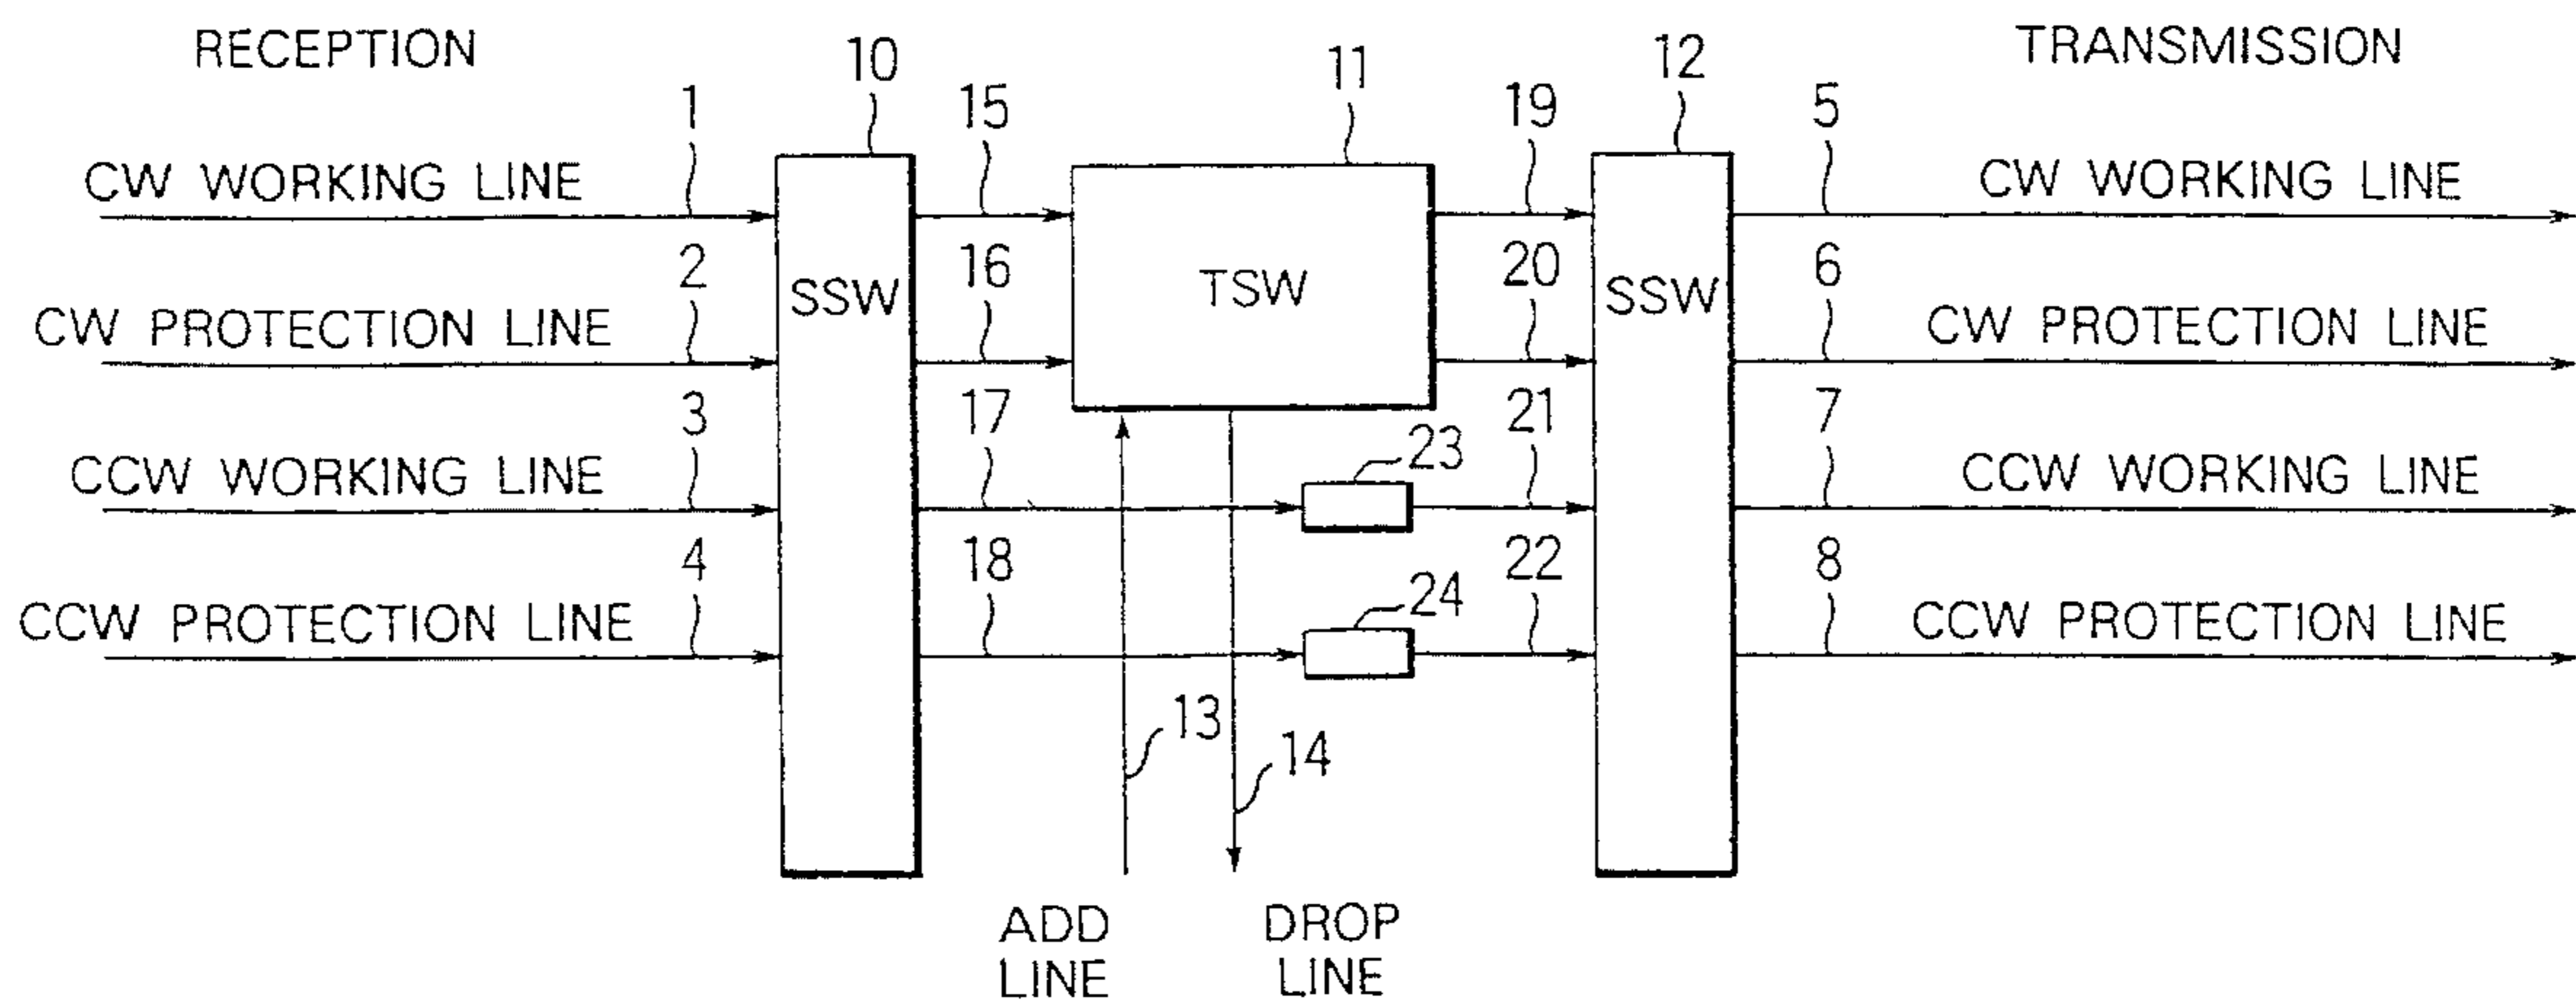 RECEPTION
TRANSMISSION
10
11
12
1
15
19
5
CW WORKING LINE
CW WORKING LINE
2
16
20
6
SSW
TSW
SSW
CW PROTECTION LINE
CW PROTECTION LINE
3
17
21
7
23
CCW WORKING LINE
CCW WORKING LINE
4
18
22
8
24
CCW PROTECTION LINE
CCW PROTECTION LINE
13
14
ADD
LINE
DROP
LINE